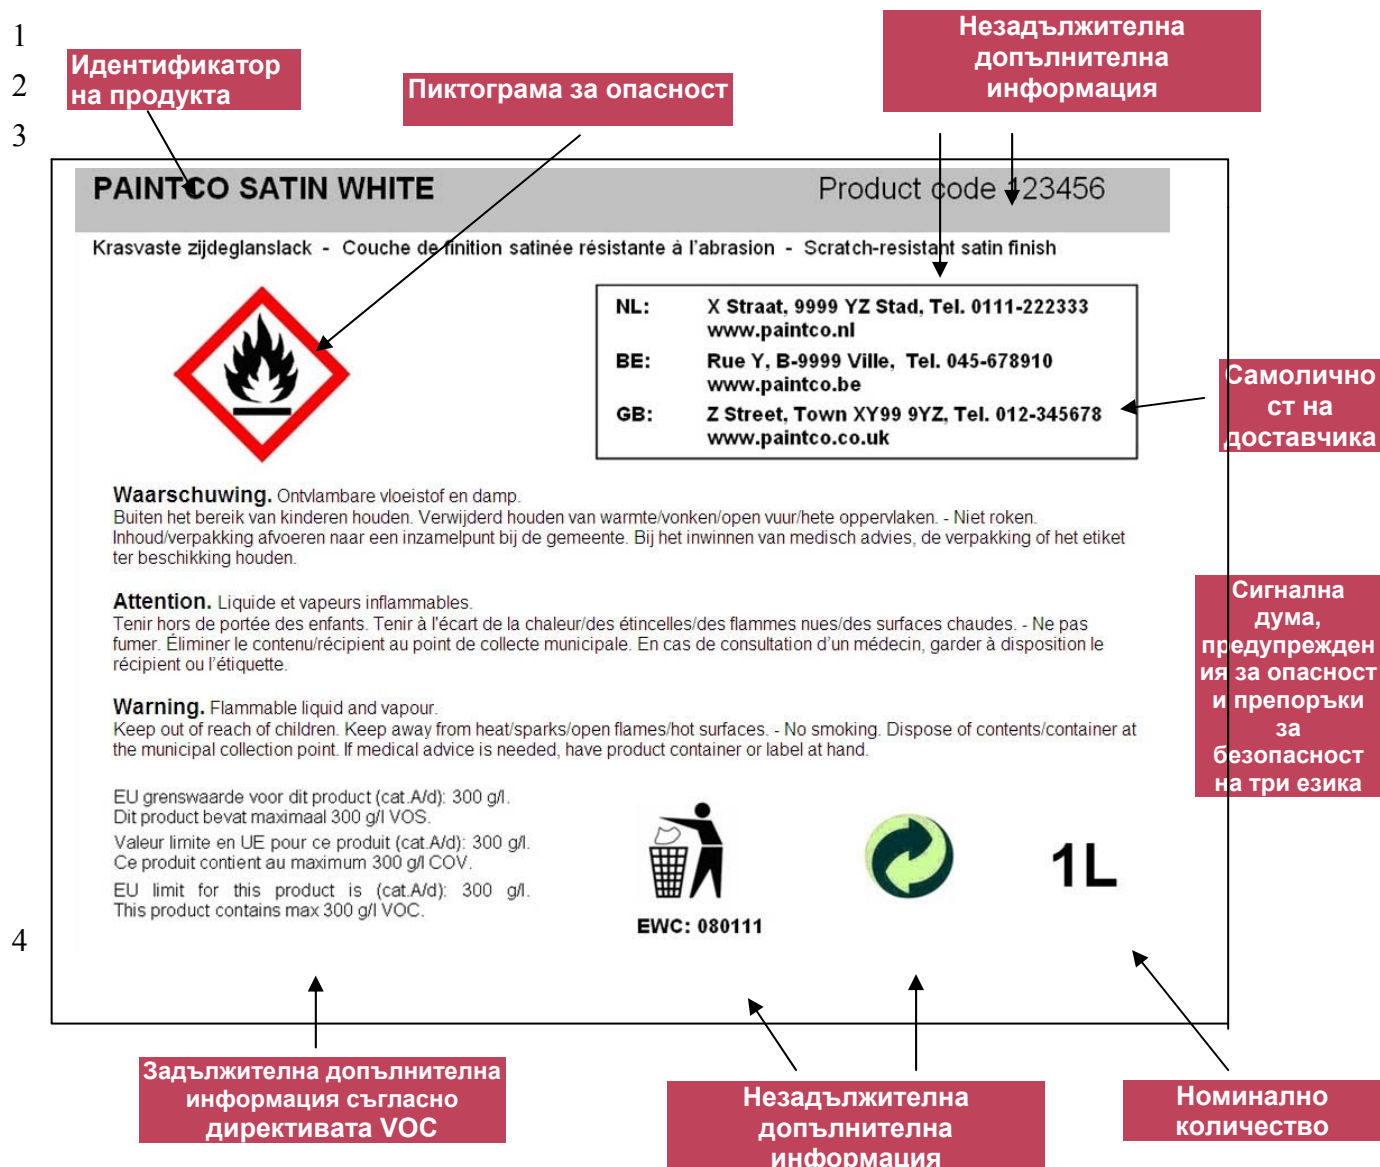 1
2
3
Идентификатор
на продукта
Пиктограма за опасност
Незадължителна
допълнителна
информация
PAINTCO SATIN WHITE
Product code 123456
Krasvaste zijdeglanslack - Couche de finition satinée résistante à l'abrasion - Scratch-resistant satin finish
NL: X Straat, 9999 YZ Stad, Tel. 0111-222333
www.paintco.nl
BE: Rue Y, B-9999 Ville, Tel. 045-678910
www.paintco.be
GB: Z Street, Town XY99 9YZ, Tel. 012-345678
www.paintco.co.uk
Самолично
ст на
доставчика
Waarschuwing. Ontvlambare vloeistof en damp.
Buiten het bereik van kinderen houden. Verwijderd houden van warmte/vonken/open vuur/hete oppervlaken. - Niet roken.
Inhoud/verpakking afvoeren naar een inzamelpunt bij de gemeente. Bij het inwinnen van medisch advies, de verpakking of het etiket
ter beschikking houden.
Attention. Liquide et vapeurs inflammables.
Tenir hors de portée des enfants. Tenir à l'écart de la chaleur/des étincelles/des flammes nues/des surfaces chaudes. - Ne pas
fumer. Éliminer le contenu/récipient au point de collecte municipale. En cas de consultation d'un médecin, garder à disposition le
récipient ou l'étiquette.
Warning. Flammable liquid and vapour.
Keep out of reach of children. Keep away from heat/sparks/open flames/hot surfaces. - No smoking. Dispose of contents/container at
the municipal collection point. If medical advice is needed, have product container or label at hand.
Сигнална
дума,
предупрежден
ия за опасност
и препоръки
за
безопасност
на три езика
EU grenswaarde voor dit product (cat.A/d): 300 g/l.
Dit product bevat maximaal 300 g/l VOS.
Valeur limite en UE pour ce produit (cat.A/d): 300 g/l.
Ce produit contient au maximum 300 g/l COV.
EU limit for this product is (cat.A/d): 300 g/l.
This product contains max 300 g/l VOC.
EWC: 080111
1L
4
Задължителна допълнителна
информация съгласно
директивата VOC
Незадължителна
допълнителна
информация
Номинално
количество